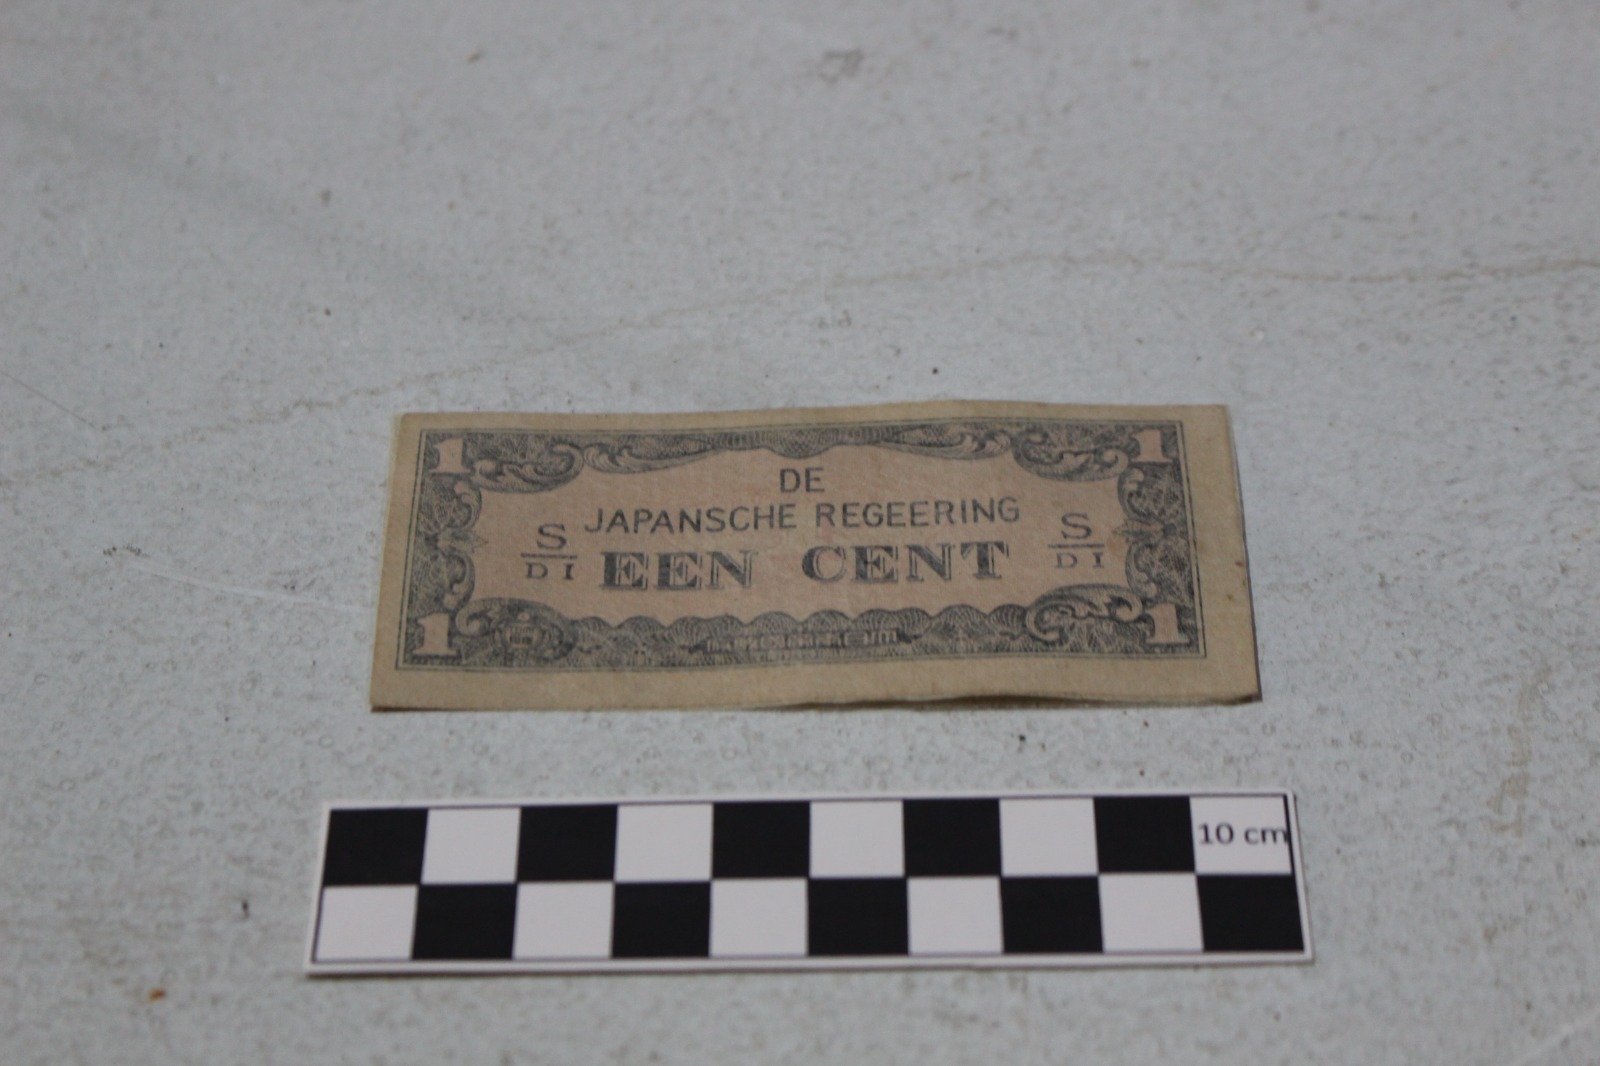 1 1
DE
JAPANSCHE REGEERING
S/DI EEN CENT S/DI
1 1
10 cm